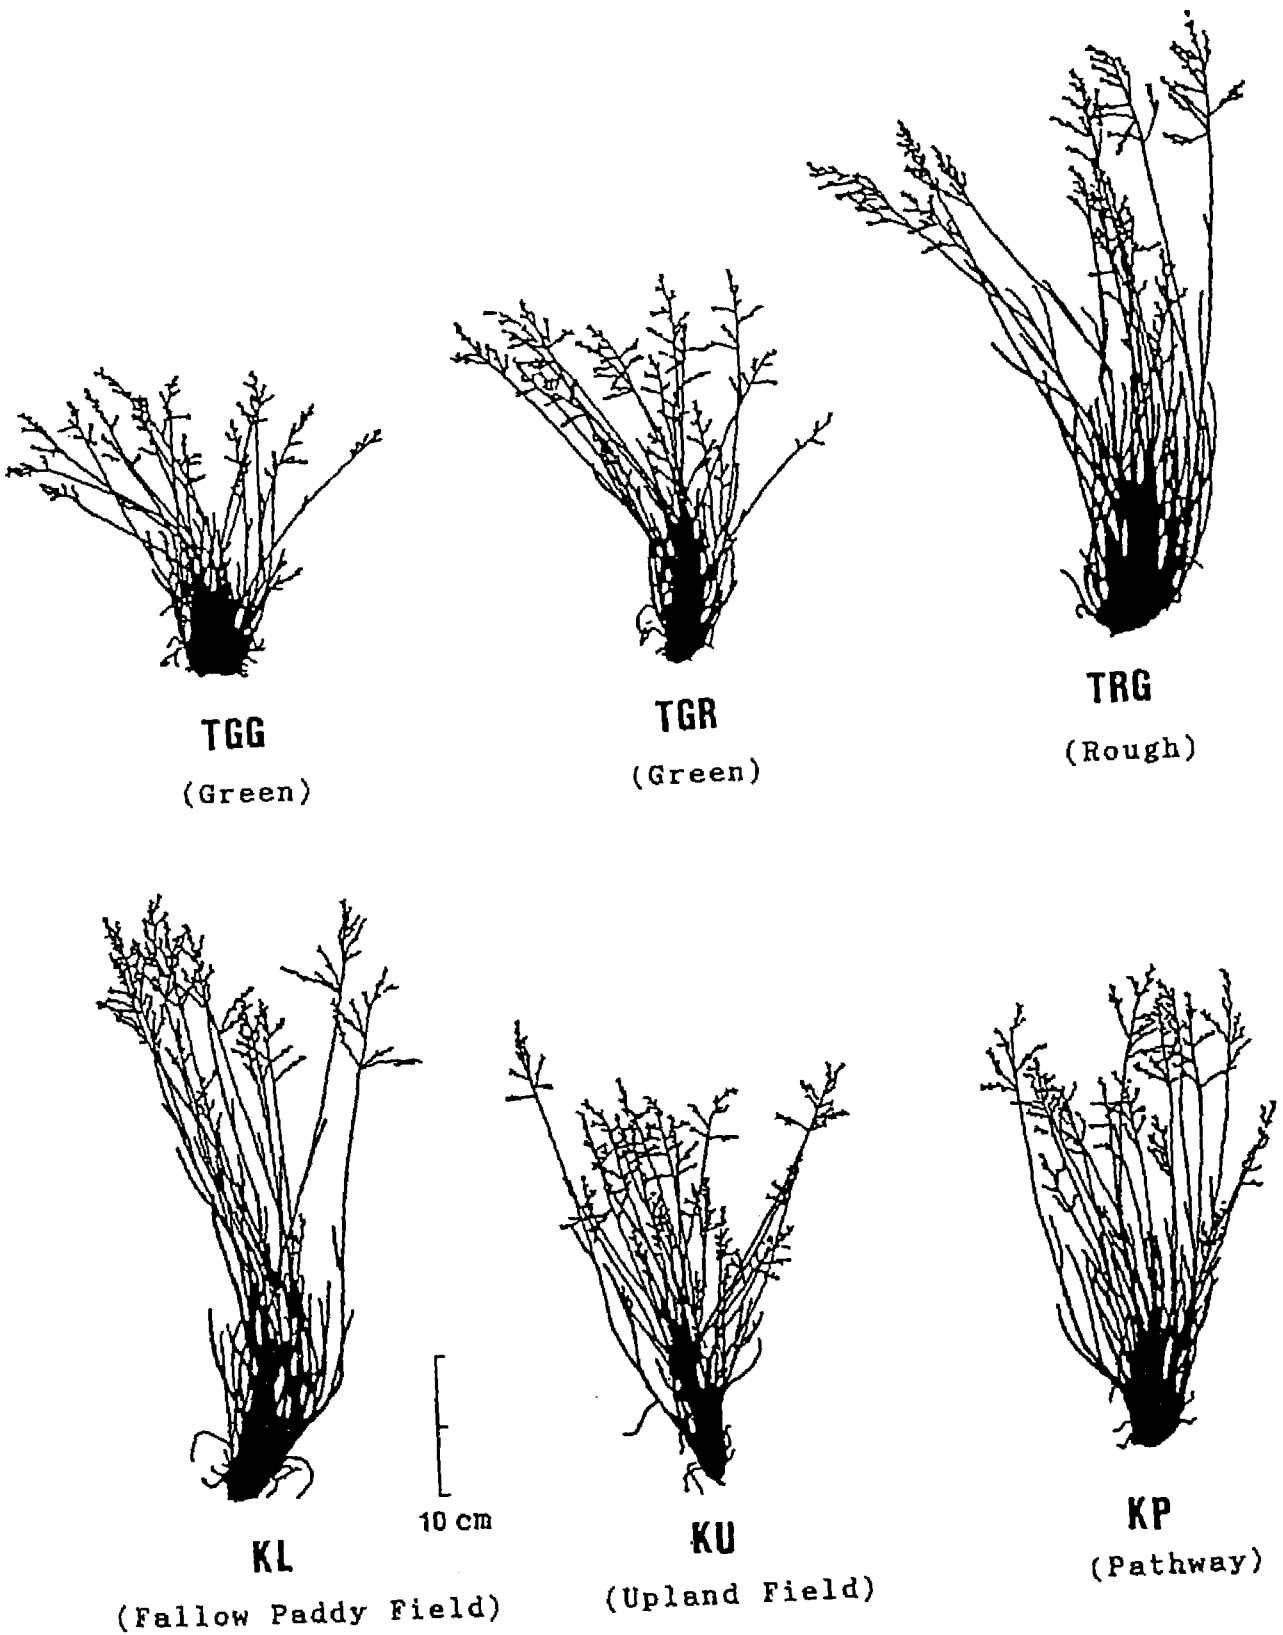 TGG
(Green)
TGR
(Green)
TRG
(Rough)
KL
(Fallow Paddy Field)
10 cm
KU
(Upland Field)
KP
(Pathway)